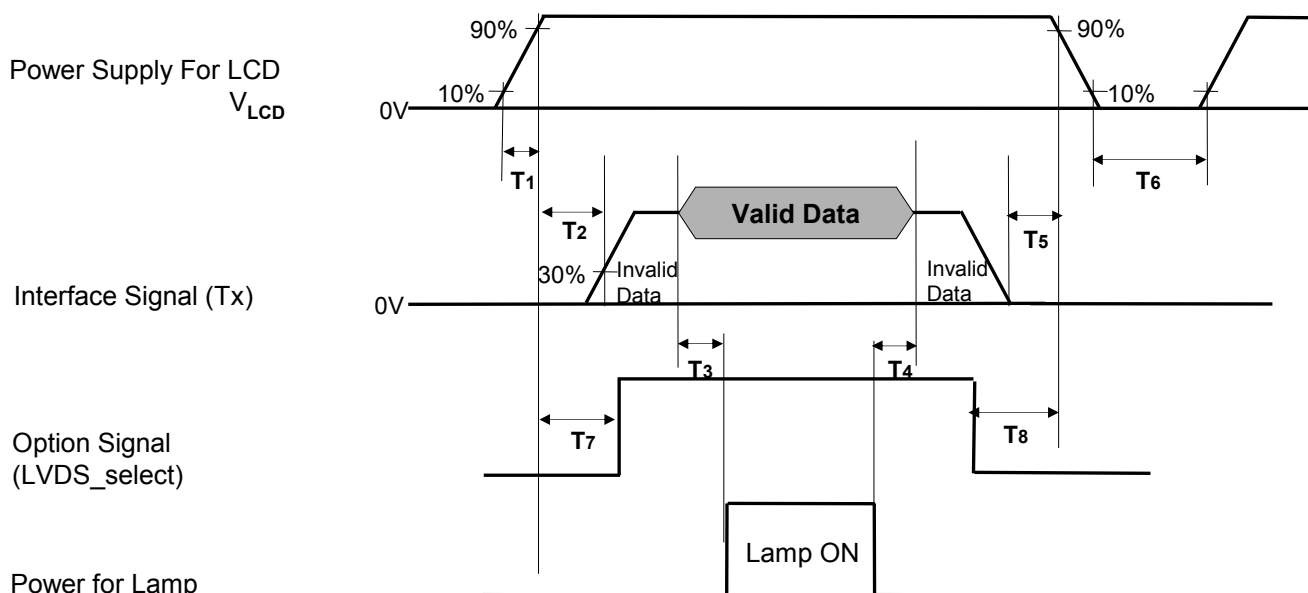 90%
90%
Power Supply For LCD
VLCD
10%
10%
0V
T1
T6
T2
Valid Data
T5
30%
Invalid
Data
Invalid
Data
Interface Signal (Tx)
0V
T3
T4
T7
T8
Option Signal
(LVDS_select)
Lamp ON
Power for Lamp